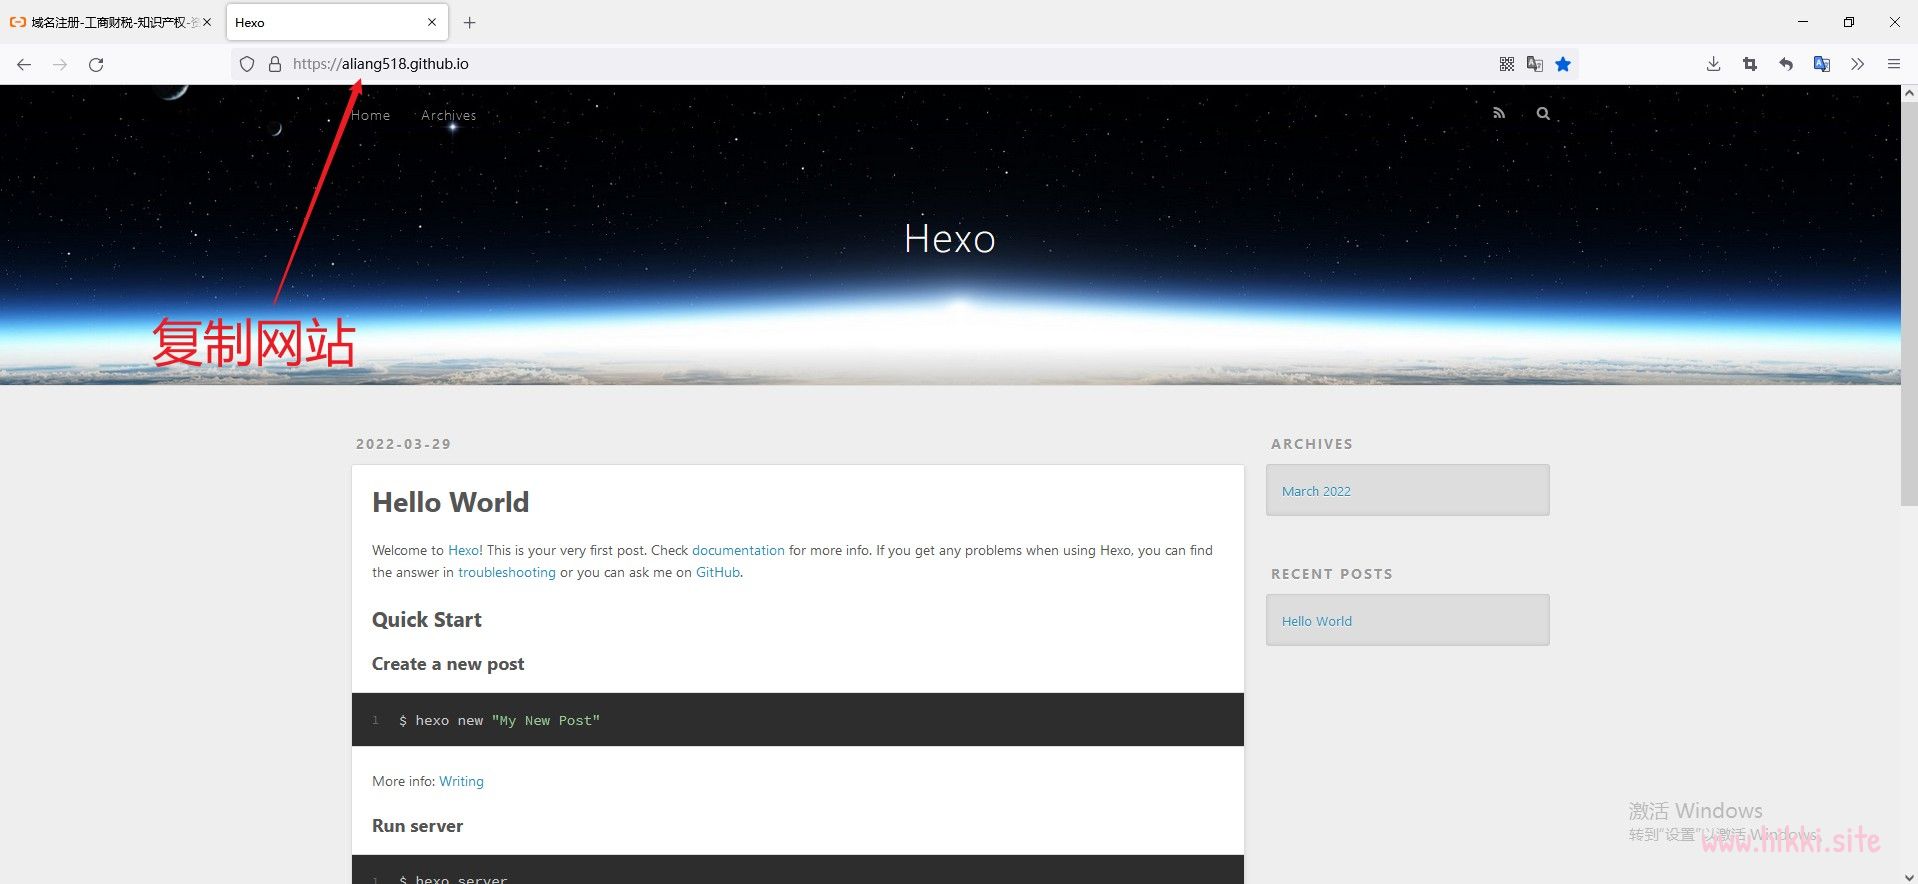 域名注册-工商财税-知识产权-
Hexo
https://aliang518.github.io
Home
Archives
Hexo
复制网站
2022-03-29
Hello World
Welcome to Hexo! This is your very first post. Check documentation for more info. If you get any problems when using Hexo, you can find
the answer in troubleshooting or you can ask me on GitHub.
Quick Start
Create a new post
1 $ hexo new "My New Post"
More info: Writing
Run server
1 $ hexo server
ARCHIVES
March 2022
RECENT POSTS
Hello World
激活 Windows
转到"设置"以激活 Windows。
www.hikki.site